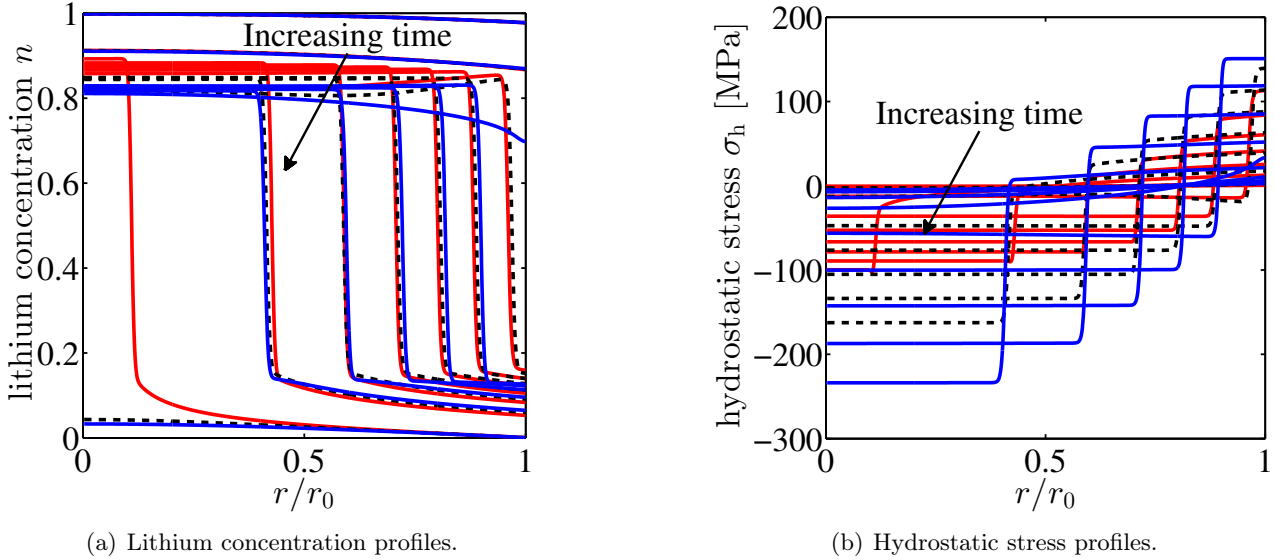 lithium concentration n
1
0.8
0.6
0.4
0.2
0
0
0.5
1
r/r₀
Increasing time
(a) Lithium concentration profiles.
hydrostatic stress σₕ [MPa]
200
100
0
−100
−200
−300
0
0.5
1
r/r₀
Increasing time
(b) Hydrostatic stress profiles.